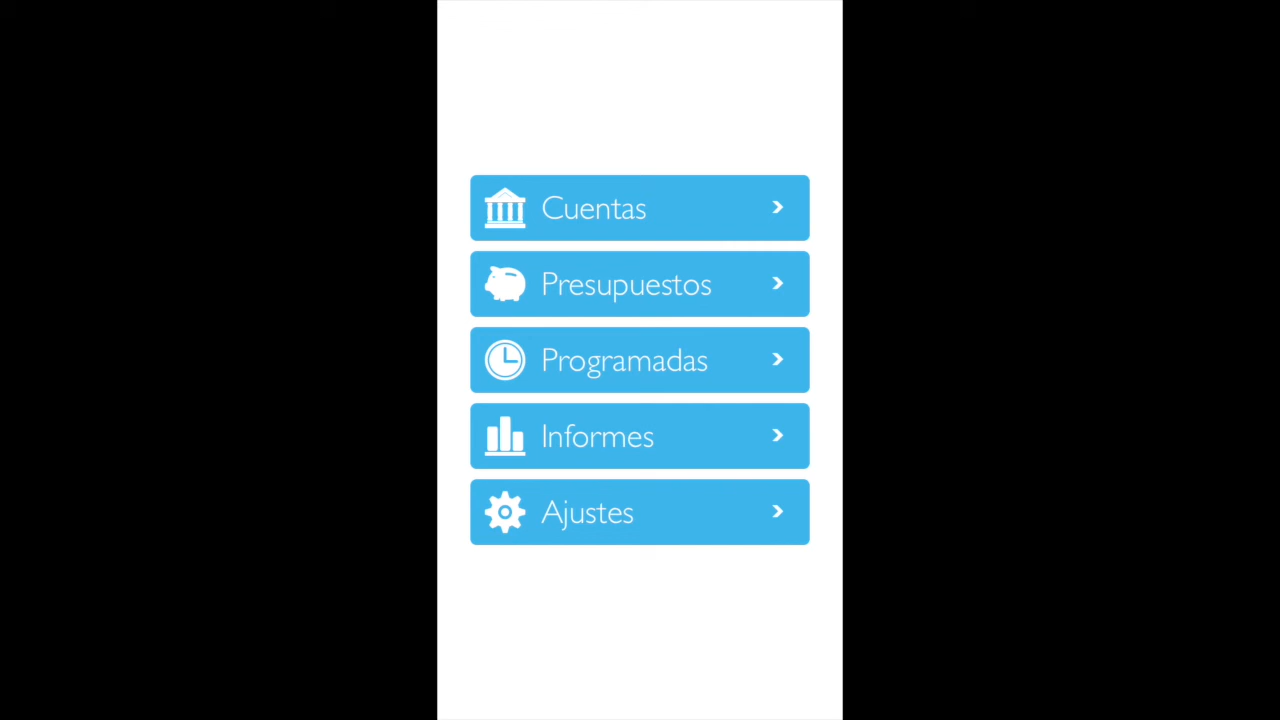 Cuentas
Presupuestos
Programadas
Informes
Ajustes